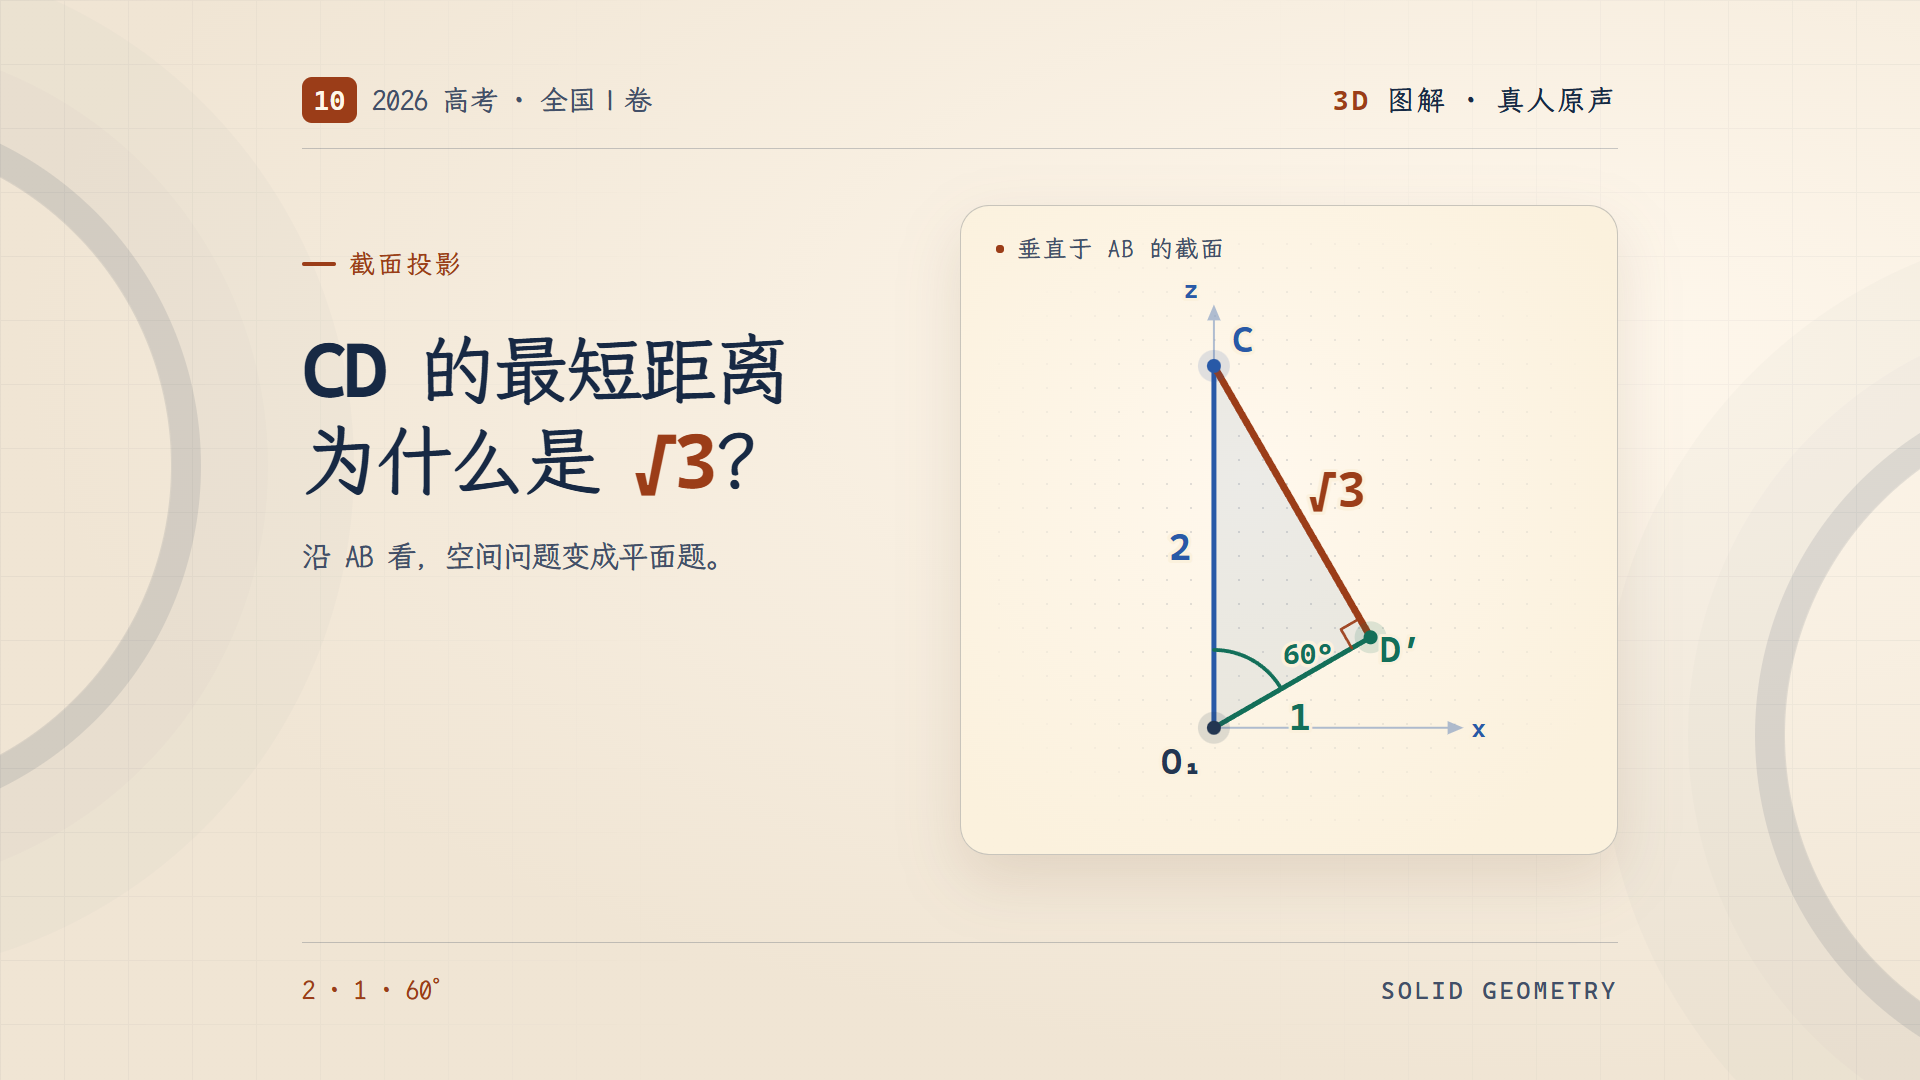 10 2026 高考 · 全国 I 卷
3D 图解 · 真人原声
截面投影
CD 的最短距离
为什么是 √3?
沿 AB 看，空间问题变成平面题。
垂直于 AB 的截面
z
C
√3
2
60°
D′
1
x
O₁
2 · 1 · 60°
SOLID GEOMETRY